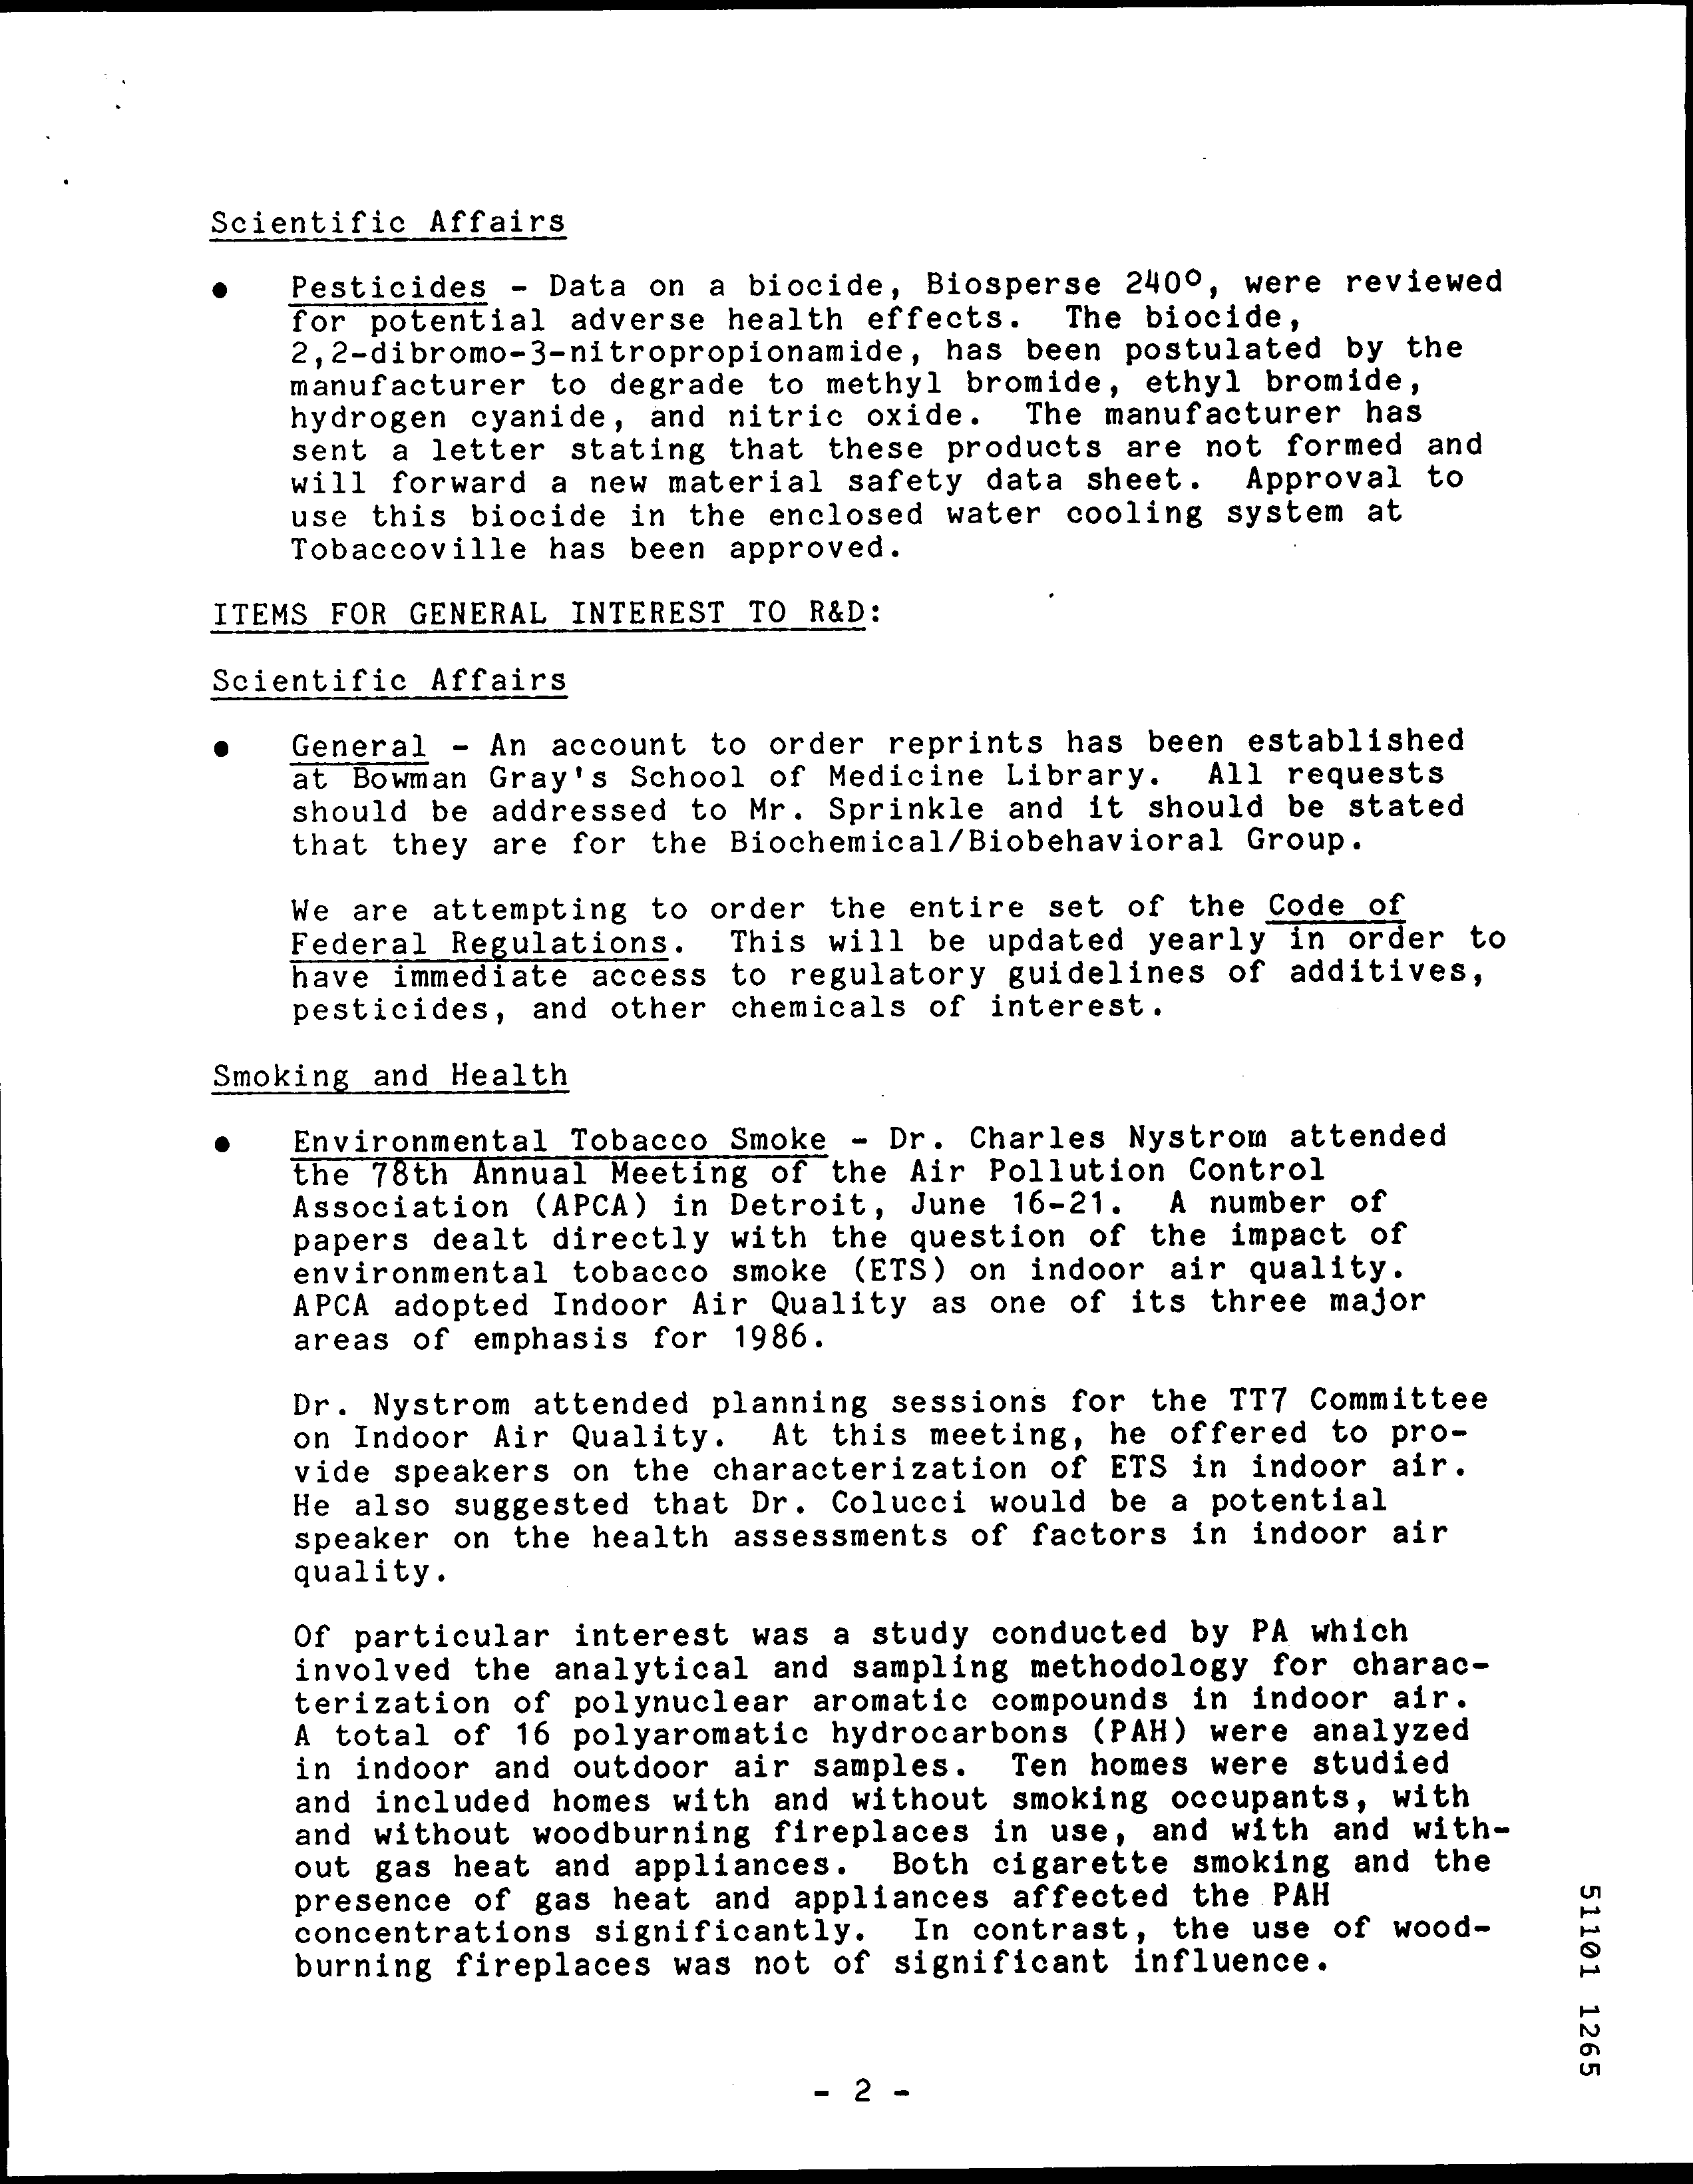 Scientific Affairs
● Pesticides - Data on a biocide, Biosperse 240º, were reviewed
for potential adverse health effects. The biocide,
2,2-dibromo-3-nitropropionamide, has been postulated by the
manufacturer to degrade to methyl bromide, ethyl bromide,
hydrogen cyanide, and nitric oxide. The manufacturer has
sent a letter stating that these products are not formed and
will forward a new material safety data sheet. Approval to
use this biocide in the enclosed water cooling system at
Tobaccoville has been approved.
ITEMS FOR GENERAL INTEREST TO R&D:
Scientific Affairs
● General - An account to order reprints has been established
at Bowman Gray's School of Medicine Library. All requests
should be addressed to Mr. Sprinkle and it should be stated
that they are for the Biochemical/Biobehavioral Group.
We are attempting to order the entire set of the Code of
Federal Regulations. This will be updated yearly in order to
have immediate access to regulatory guidelines of additives,
pesticides, and other chemicals of interest.
Smoking and Health
● Environmental Tobacco Smoke - Dr. Charles Nystrom attended
the 78th Annual Meeting of the Air Pollution Control
Association (APCA) in Detroit, June 16-21. A number of
papers dealt directly with the question of the impact of
environmental tobacco smoke (ETS) on indoor air quality.
APCA adopted Indoor Air Quality as one of its three major
areas of emphasis for 1986.
Dr. Nystrom attended planning sessions for the TT7 Committee
on Indoor Air Quality. At this meeting, he offered to pro-
vide speakers on the characterization of ETS in indoor air.
He also suggested that Dr. Colucci would be a potential
speaker on the health assessments of factors in indoor air
quality.
Of particular interest was a study conducted by PA which
involved the analytical and sampling methodology for charac-
terization of polynuclear aromatic compounds in indoor air.
A total of 16 polyaromatic hydrocarbons (PAH) were analyzed
in indoor and outdoor air samples. Ten homes were studied
and included homes with and without smoking occupants, with
and without woodburning fireplaces in use, and with and with-
out gas heat and appliances. Both cigarette smoking and the
presence of gas heat and appliances affected the PAH
concentrations significantly. In contrast, the use of wood-
burning fireplaces was not of significant influence.
- 2 -
51101 1265